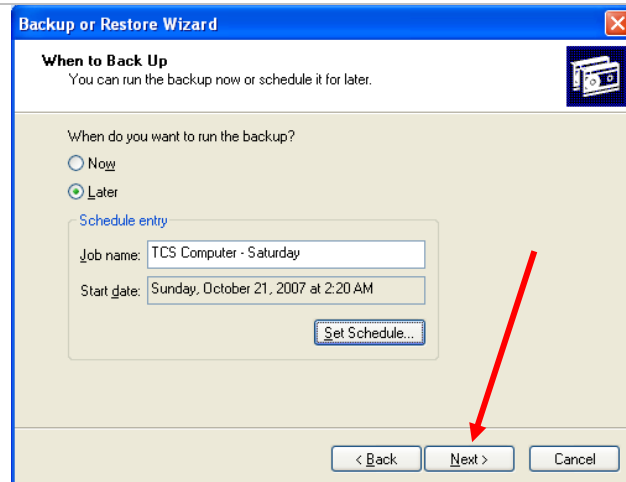 Backup or Restore Wizard
When to Back Up
You can run the backup now or schedule it for later.
When do you want to run the backup?
Now
Later
Schedule entry
Job name: TCS Computer - Saturday
Start date: Sunday, October 21, 2007 at 2:20 AM
Set Schedule...
< Back Next > Cancel